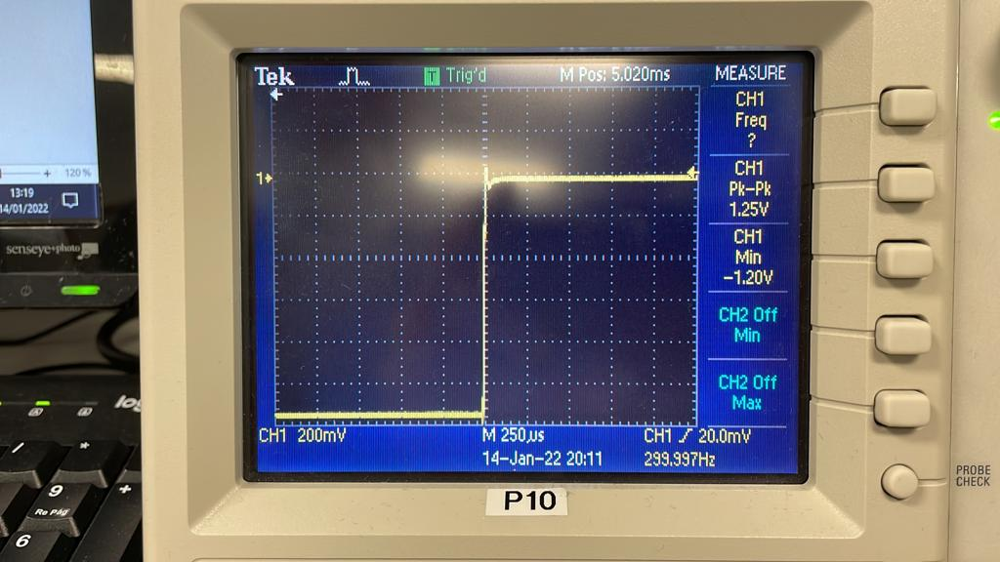 Tek
Trig'd
M Pos: 5.020ms
MEASURE
CH1
Freq
?
1
CH1
Pk-Pk
1.25V
CH1
Min
-1.20V
CH2 Off
Min
CH2 Off
Max
CH1 200mV
M 250µs
CH1
20.0mV
14-Jan-22 20:11
299.997Hz
P10
PROBE
CHECK
120 %
13:19
14/01/2022
senseye+photo
/
*
9
Re Pág
+
6